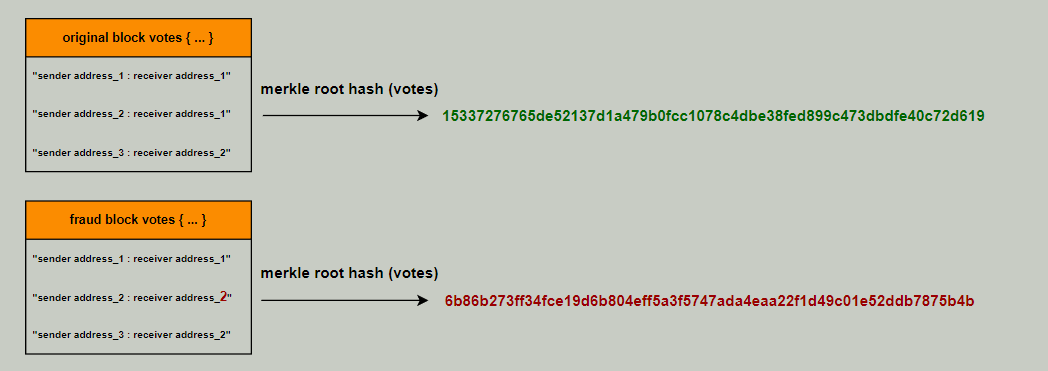 original block votes { ... }
"sender address_1 : receiver address_1"
"sender address_2 : receiver address_1"
"sender address_3 : receiver address_2"
merkle root hash (votes)
15337276765de52137d1a479b0fcc1078c4dbe38fed899c473dbdfe40c72d619
fraud block votes { ... }
"sender address_1 : receiver address_1"
"sender address_2 : receiver address_2"
"sender address_3 : receiver address_2"
merkle root hash (votes)
6b86b273ff34fce19d6b804eff5a3f5747ada4eaa22f1d49c01e52ddb7875b4b